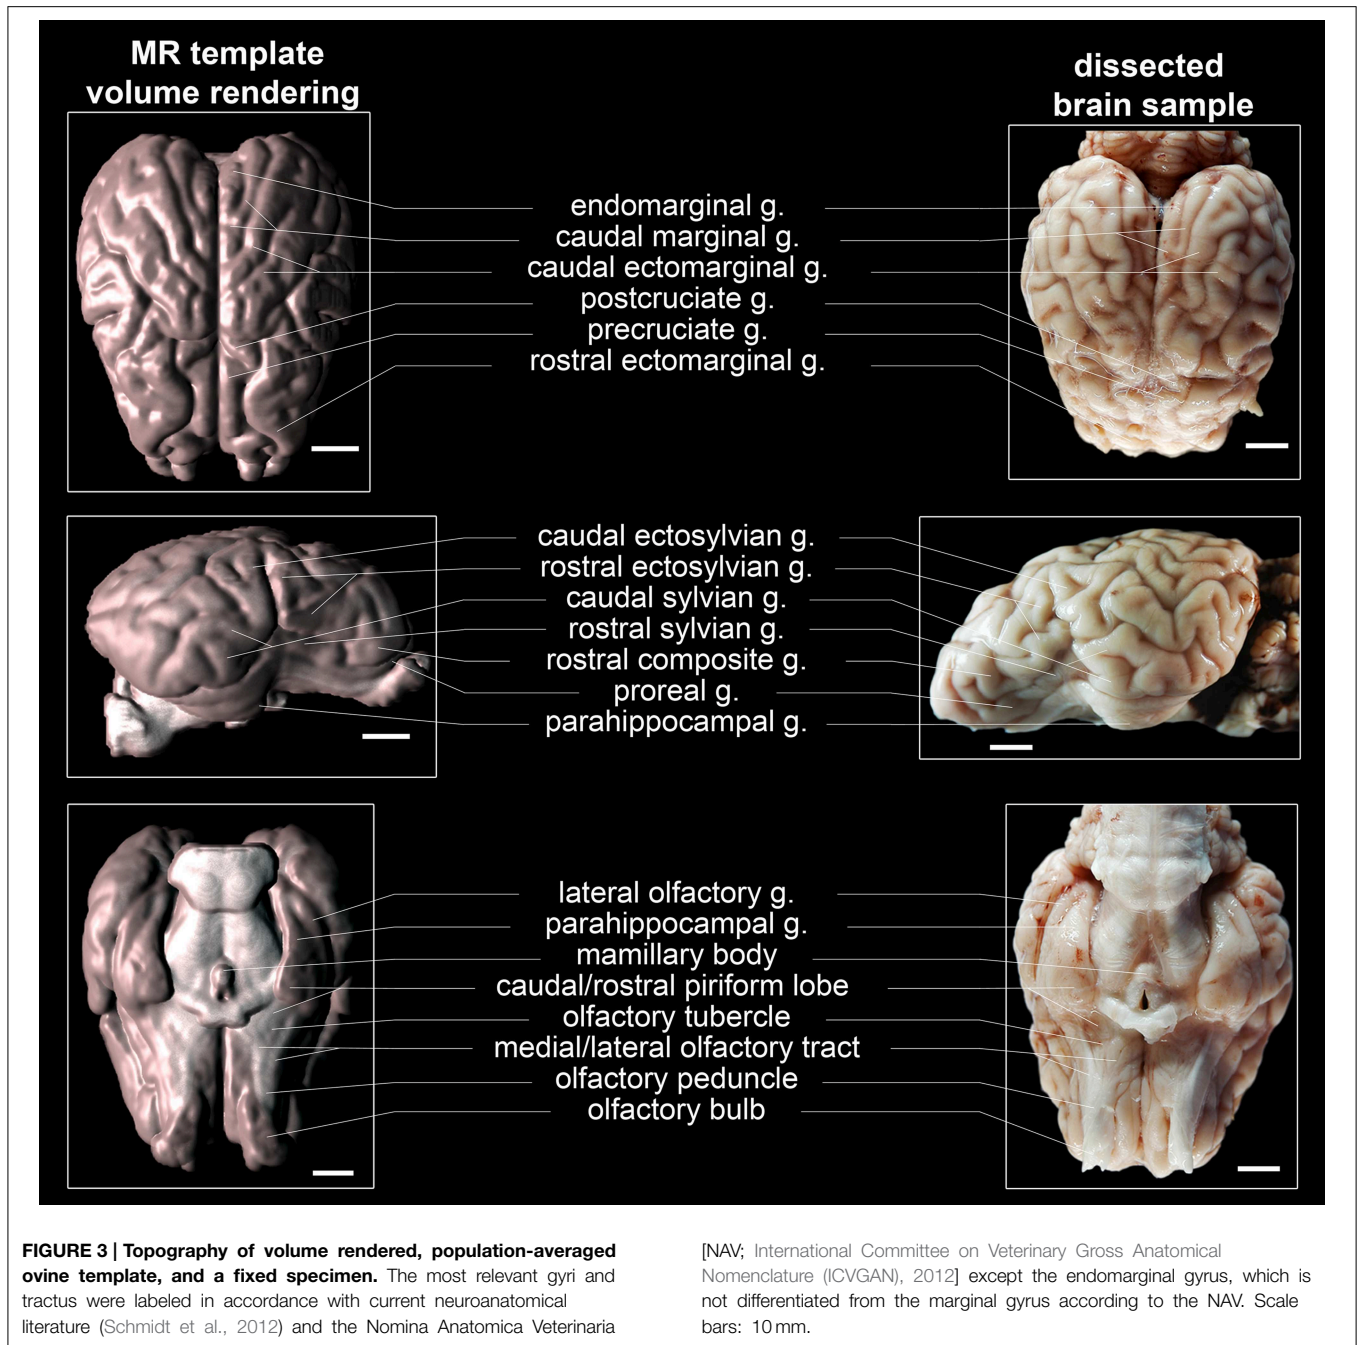 MR template
volume rendering
dissected
brain sample
endomarginal g.
caudal marginal g.
caudal ectomarginal g.
postcruciate g.
precruciate g.
rostral ectomarginal g.
caudal ectosylvian g.
rostral ectosylvian g.
caudal sylvian g.
rostral sylvian g.
rostral composite g.
proreal g.
parahippocampal g.
lateral olfactory g.
parahippocampal g.
mamillary body
caudal/rostral piriform lobe
olfactory tubercle
medial/lateral olfactory tract
olfactory peduncle
olfactory bulb
FIGURE 3 | Topography of volume rendered, population-averaged
ovine template, and a fixed specimen. The most relevant gyri and
tractus were labeled in accordance with current neuroanatomical
literature (Schmidt et al., 2012) and the Nomina Anatomica Veterinaria
[NAV; International Committee on Veterinary Gross Anatomical
Nomenclature (ICVGAN), 2012] except the endomarginal gyrus, which is
not differentiated from the marginal gyrus according to the NAV. Scale
bars: 10 mm.